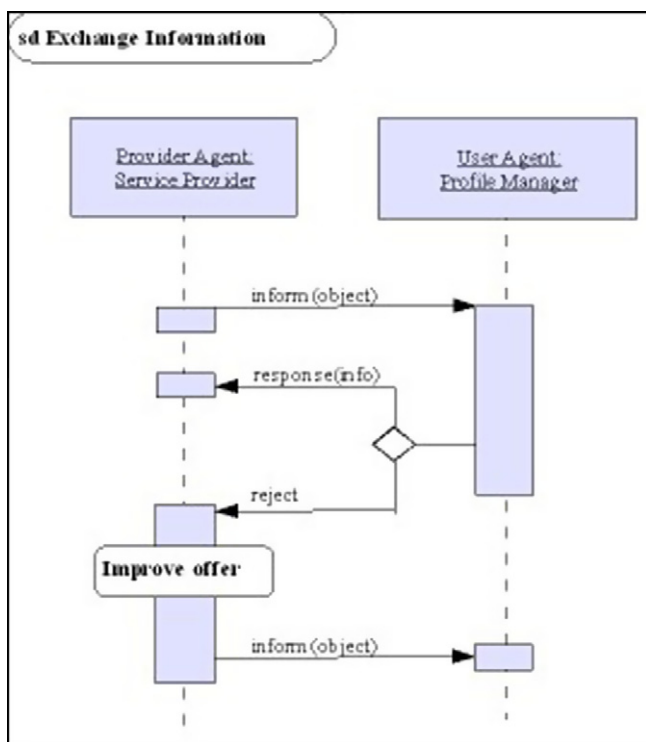 sd Exchange Information
Provider Agent:
Service Provider
User Agent:
Profile Manager
inform (object)
response(info)
reject
Improve offer
inform (object)